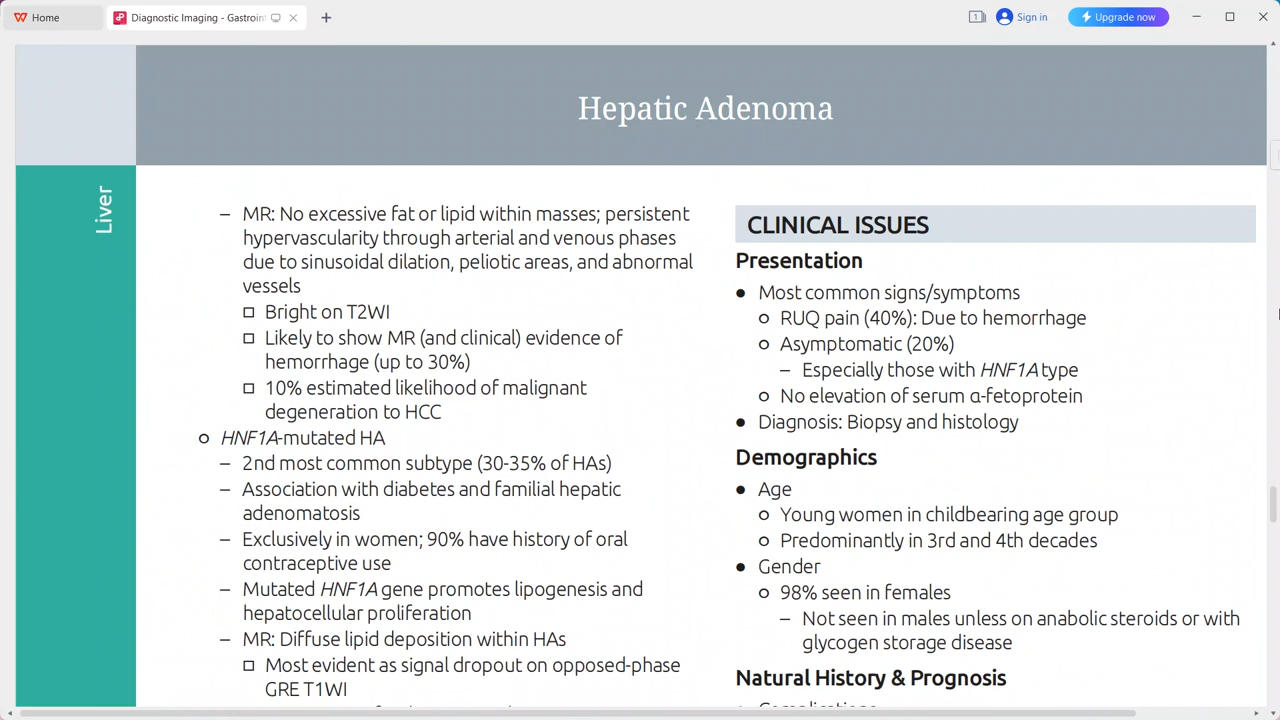 Home
Diagnostic Imaging - Gastroint
1
Sign in
Upgrade now
Hepatic Adenoma
Liver
– MR: No excessive fat or lipid within masses; persistent
hypervascularity through arterial and venous phases
due to sinusoidal dilation, peliotic areas, and abnormal
vessels
□ Bright on T2WI
□ Likely to show MR (and clinical) evidence of
hemorrhage (up to 30%)
□ 10% estimated likelihood of malignant
degeneration to HCC
○ HNF1A-mutated HA
– 2nd most common subtype (30-35% of HAs)
– Association with diabetes and familial hepatic
adenomatosis
– Exclusively in women; 90% have history of oral
contraceptive use
– Mutated HNF1A gene promotes lipogenesis and
hepatocellular proliferation
– MR: Diffuse lipid deposition within HAs
□ Most evident as signal dropout on opposed-phase
GRE T1WI
CLINICAL ISSUES
Presentation
● Most common signs/symptoms
○ RUQ pain (40%): Due to hemorrhage
○ Asymptomatic (20%)
– Especially those with HNF1A type
○ No elevation of serum α-fetoprotein
● Diagnosis: Biopsy and histology
Demographics
● Age
○ Young women in childbearing age group
○ Predominantly in 3rd and 4th decades
● Gender
○ 98% seen in females
– Not seen in males unless on anabolic steroids or with
glycogen storage disease
Natural History & Prognosis